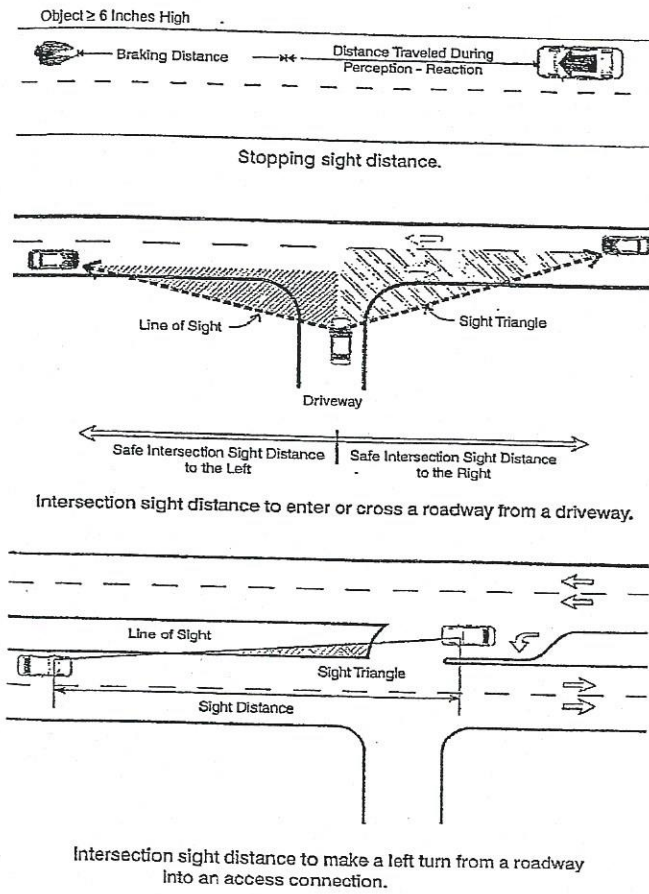 Object ≥ 6 Inches High
Braking Distance
Distance Traveled During
Perception - Reaction
Stopping sight distance.
Line of Sight
Sight Triangle
Driveway
Safe Intersection Sight Distance
to the Left
Safe Intersection Sight Distance
to the Right
Intersection sight distance to enter or cross a roadway from a driveway.
Line of Sight
Sight Triangle
Sight Distance
Intersection sight distance to make a left turn from a roadway
into an access connection.